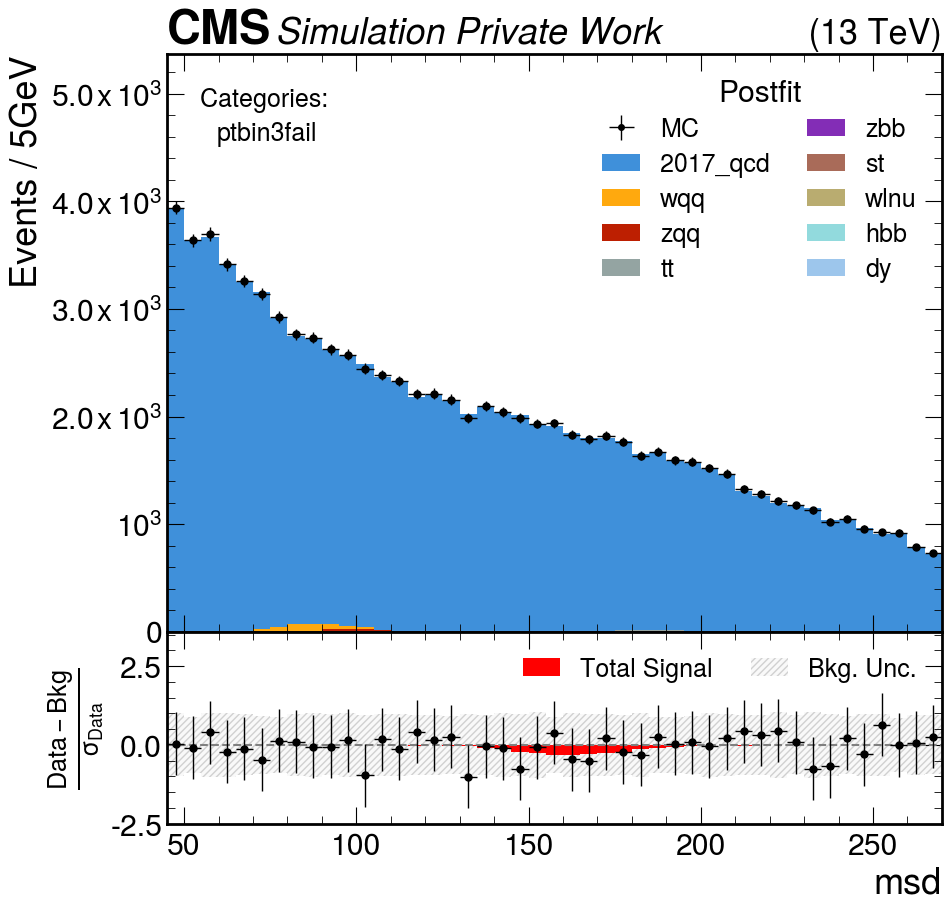 CMS Simulation Private Work (13 TeV)
Events / 5GeV
5.0 x 10³
4.0 x 10³
3.0 x 10³
2.0 x 10³
10³
0
Categories:
ptbin3fail
Postfit
MC
2017_qcd
wqq
zqq
tt
zbb
st
wlnu
hbb
dy
Data – Bkg
σData
2.5
0.0
-2.5
Total Signal
Bkg. Unc.
50 100 150 200 250
msd